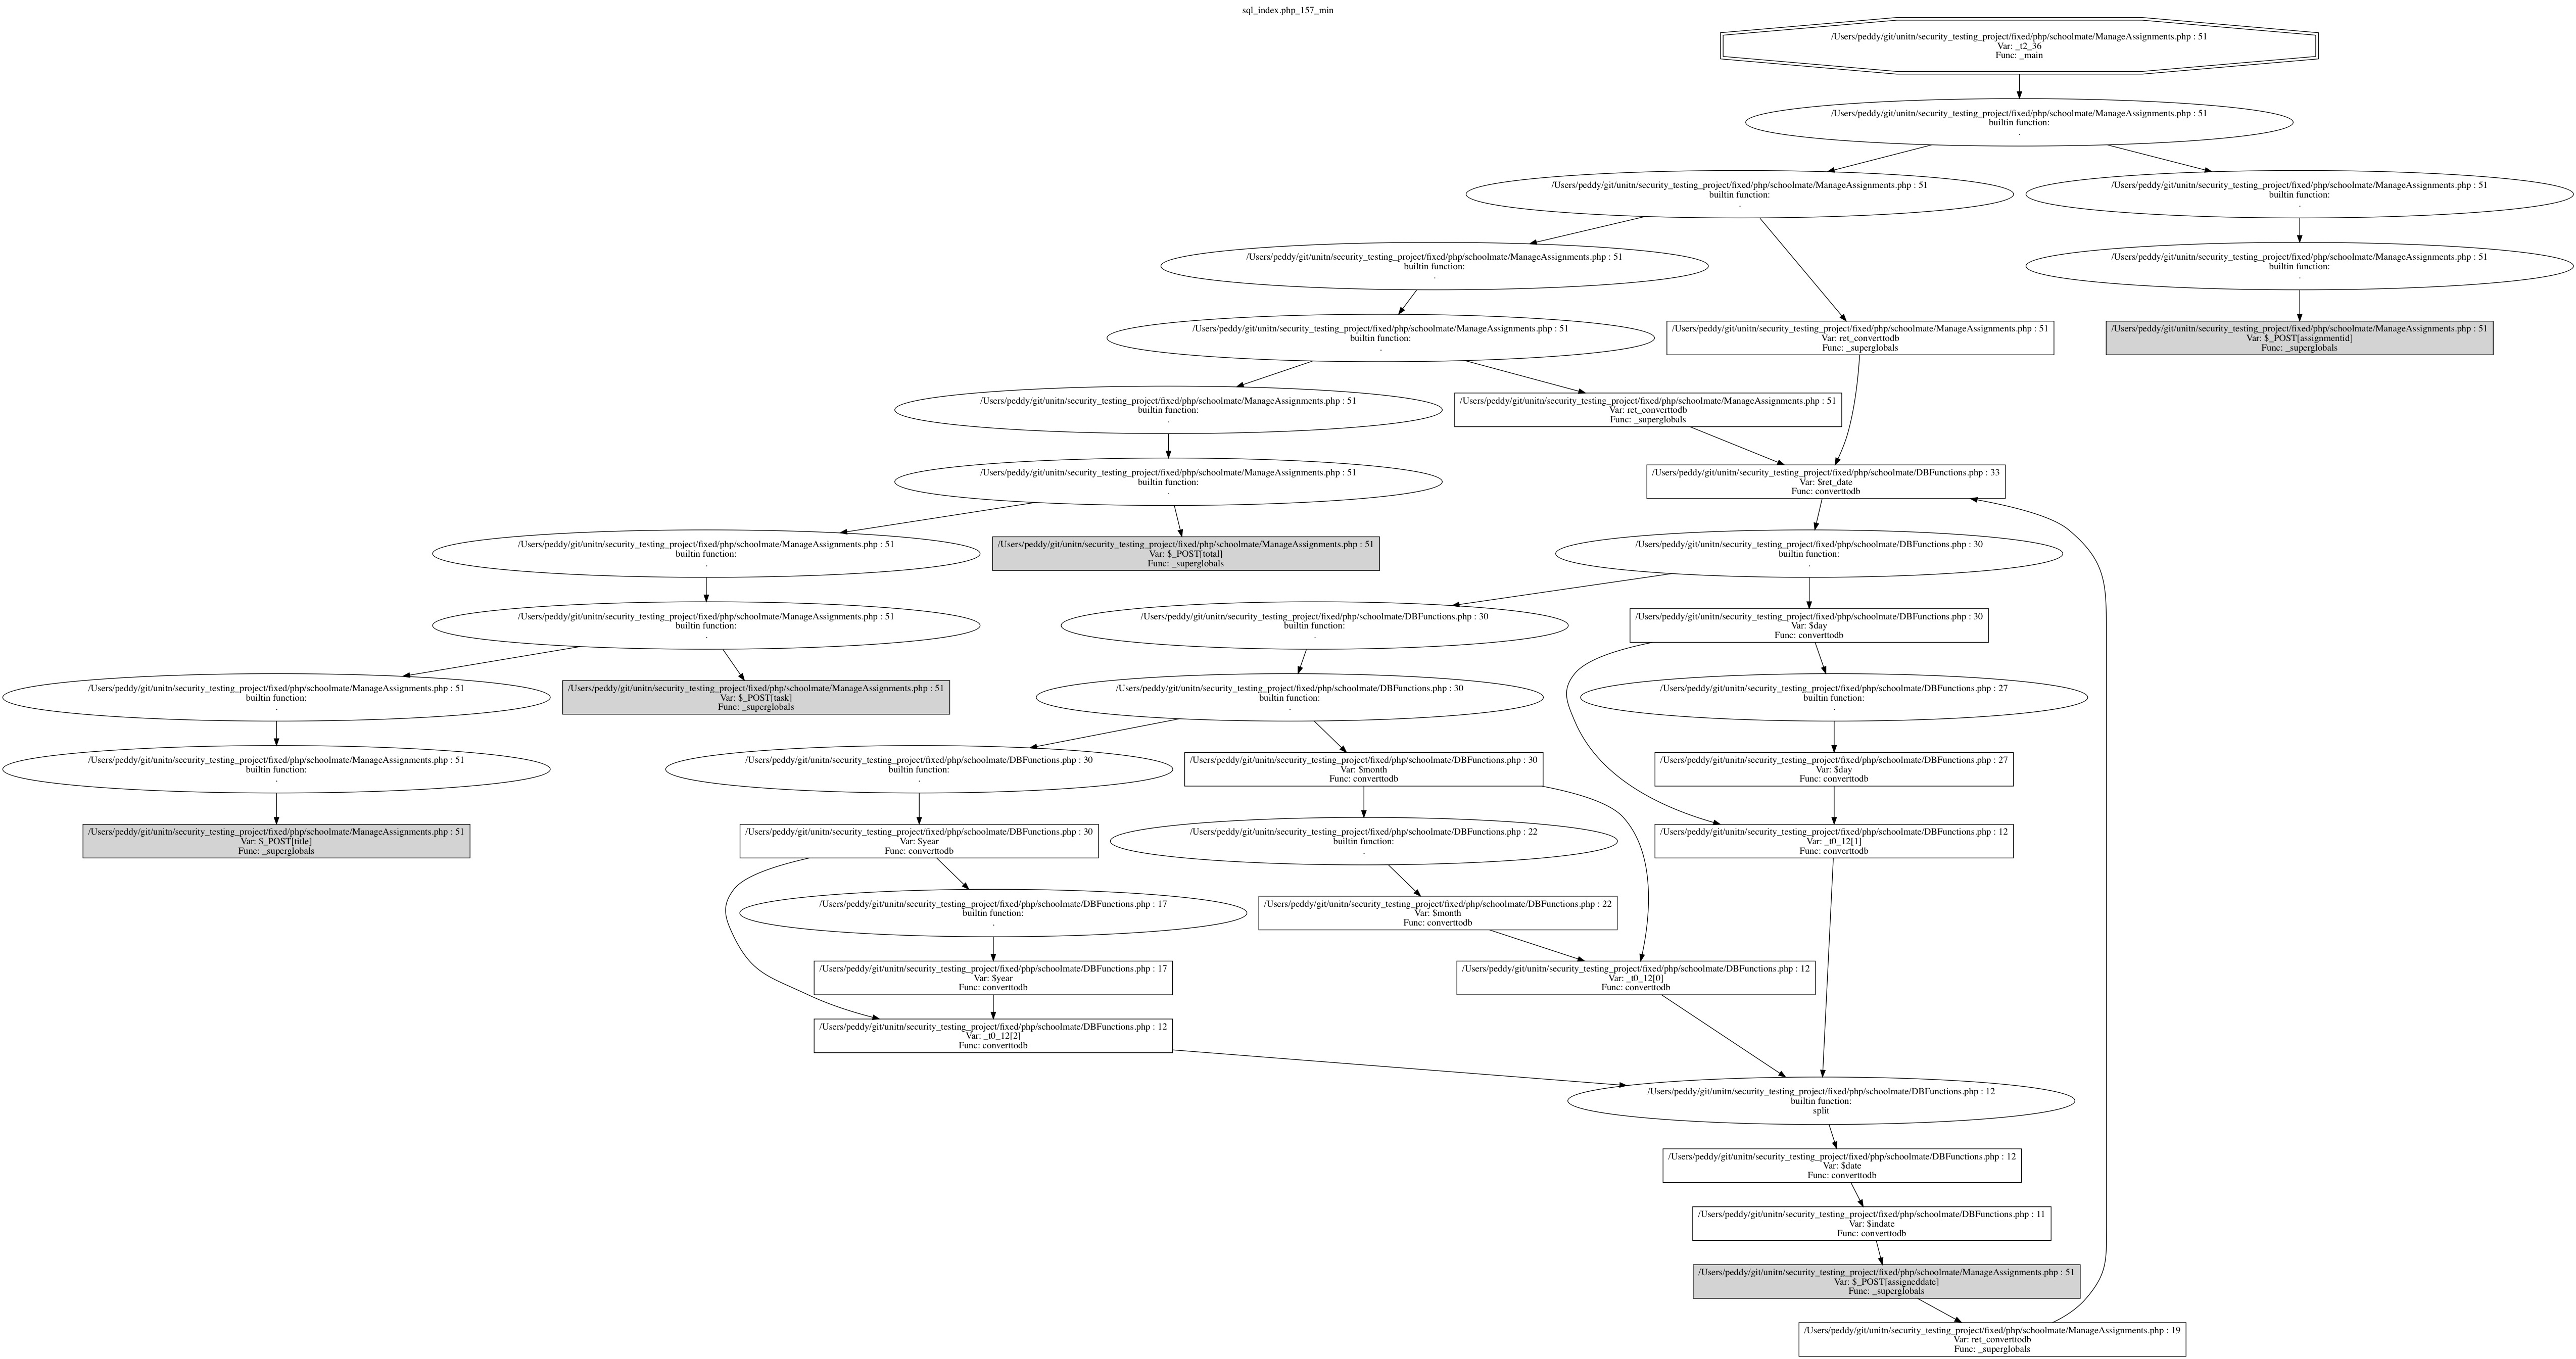 sql_index.php_157_min
/Users/peddy/git/unitn/security_testing_project/fixed/php/schoolmate/ManageAssignments.php : 51
Var: _t2_36
Func: _main
/Users/peddy/git/unitn/security_testing_project/fixed/php/schoolmate/ManageAssignments.php : 51
builtin function:
.
/Users/peddy/git/unitn/security_testing_project/fixed/php/schoolmate/ManageAssignments.php : 51
builtin function:
.
/Users/peddy/git/unitn/security_testing_project/fixed/php/schoolmate/ManageAssignments.php : 51
builtin function:
.
/Users/peddy/git/unitn/security_testing_project/fixed/php/schoolmate/ManageAssignments.php : 51
builtin function:
.
/Users/peddy/git/unitn/security_testing_project/fixed/php/schoolmate/ManageAssignments.php : 51
builtin function:
.
/Users/peddy/git/unitn/security_testing_project/fixed/php/schoolmate/ManageAssignments.php : 51
builtin function:
.
/Users/peddy/git/unitn/security_testing_project/fixed/php/schoolmate/ManageAssignments.php : 51
Var: ret_converttodb
Func: _superglobals
/Users/peddy/git/unitn/security_testing_project/fixed/php/schoolmate/ManageAssignments.php : 51
Var: $_POST[assignmentid]
Func: _superglobals
/Users/peddy/git/unitn/security_testing_project/fixed/php/schoolmate/ManageAssignments.php : 51
builtin function:
.
/Users/peddy/git/unitn/security_testing_project/fixed/php/schoolmate/ManageAssignments.php : 51
Var: ret_converttodb
Func: _superglobals
/Users/peddy/git/unitn/security_testing_project/fixed/php/schoolmate/ManageAssignments.php : 51
builtin function:
.
/Users/peddy/git/unitn/security_testing_project/fixed/php/schoolmate/DBFunctions.php : 33
Var: $ret_date
Func: converttodb
/Users/peddy/git/unitn/security_testing_project/fixed/php/schoolmate/ManageAssignments.php : 51
builtin function:
.
/Users/peddy/git/unitn/security_testing_project/fixed/php/schoolmate/ManageAssignments.php : 51
Var: $_POST[total]
Func: _superglobals
/Users/peddy/git/unitn/security_testing_project/fixed/php/schoolmate/DBFunctions.php : 30
builtin function:
.
/Users/peddy/git/unitn/security_testing_project/fixed/php/schoolmate/ManageAssignments.php : 51
builtin function:
.
/Users/peddy/git/unitn/security_testing_project/fixed/php/schoolmate/DBFunctions.php : 30
builtin function:
.
/Users/peddy/git/unitn/security_testing_project/fixed/php/schoolmate/DBFunctions.php : 30
Var: $day
Func: converttodb
/Users/peddy/git/unitn/security_testing_project/fixed/php/schoolmate/ManageAssignments.php : 51
builtin function:
.
/Users/peddy/git/unitn/security_testing_project/fixed/php/schoolmate/ManageAssignments.php : 51
Var: $_POST[task]
Func: _superglobals
/Users/peddy/git/unitn/security_testing_project/fixed/php/schoolmate/DBFunctions.php : 30
builtin function:
.
/Users/peddy/git/unitn/security_testing_project/fixed/php/schoolmate/DBFunctions.php : 27
builtin function:
.
/Users/peddy/git/unitn/security_testing_project/fixed/php/schoolmate/ManageAssignments.php : 51
builtin function:
.
/Users/peddy/git/unitn/security_testing_project/fixed/php/schoolmate/DBFunctions.php : 30
builtin function:
.
/Users/peddy/git/unitn/security_testing_project/fixed/php/schoolmate/DBFunctions.php : 30
Var: $month
Func: converttodb
/Users/peddy/git/unitn/security_testing_project/fixed/php/schoolmate/DBFunctions.php : 27
Var: $day
Func: converttodb
/Users/peddy/git/unitn/security_testing_project/fixed/php/schoolmate/ManageAssignments.php : 51
Var: $_POST[title]
Func: _superglobals
/Users/peddy/git/unitn/security_testing_project/fixed/php/schoolmate/DBFunctions.php : 30
Var: $year
Func: converttodb
/Users/peddy/git/unitn/security_testing_project/fixed/php/schoolmate/DBFunctions.php : 22
builtin function:
.
/Users/peddy/git/unitn/security_testing_project/fixed/php/schoolmate/DBFunctions.php : 12
Var: _t0_12[1]
Func: converttodb
/Users/peddy/git/unitn/security_testing_project/fixed/php/schoolmate/DBFunctions.php : 17
builtin function:
.
/Users/peddy/git/unitn/security_testing_project/fixed/php/schoolmate/DBFunctions.php : 22
Var: $month
Func: converttodb
/Users/peddy/git/unitn/security_testing_project/fixed/php/schoolmate/DBFunctions.php : 17
Var: $year
Func: converttodb
/Users/peddy/git/unitn/security_testing_project/fixed/php/schoolmate/DBFunctions.php : 12
Var: _t0_12[0]
Func: converttodb
/Users/peddy/git/unitn/security_testing_project/fixed/php/schoolmate/DBFunctions.php : 12
Var: _t0_12[2]
Func: converttodb
/Users/peddy/git/unitn/security_testing_project/fixed/php/schoolmate/DBFunctions.php : 12
builtin function:
split
/Users/peddy/git/unitn/security_testing_project/fixed/php/schoolmate/DBFunctions.php : 12
Var: $date
Func: converttodb
/Users/peddy/git/unitn/security_testing_project/fixed/php/schoolmate/DBFunctions.php : 11
Var: $indate
Func: converttodb
/Users/peddy/git/unitn/security_testing_project/fixed/php/schoolmate/ManageAssignments.php : 51
Var: $_POST[assigneddate]
Func: _superglobals
/Users/peddy/git/unitn/security_testing_project/fixed/php/schoolmate/ManageAssignments.php : 19
Var: ret_converttodb
Func: _superglobals